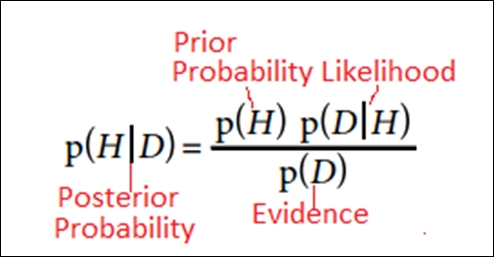 Prior
Probability Likelihood
p(H|D) = p(H) p(D|H)
p(D)
Posterior
Probability
Evidence